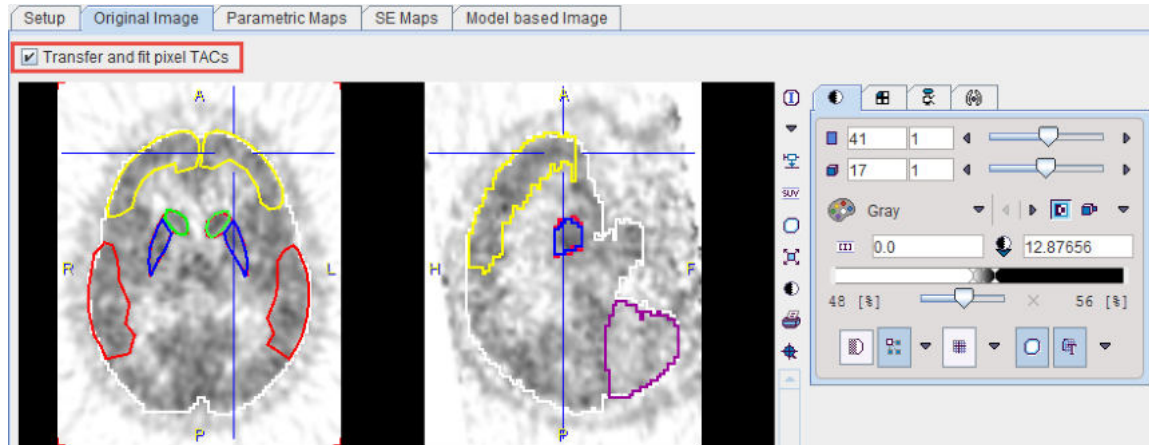 Setup Original Image Parametric Maps SE Maps Model based Image
Transfer and fit pixel TACs
A A
41 1
17 1
SUV
Gray
R L H F
0.0 12.87656
48 [%] 56 [%]
P P